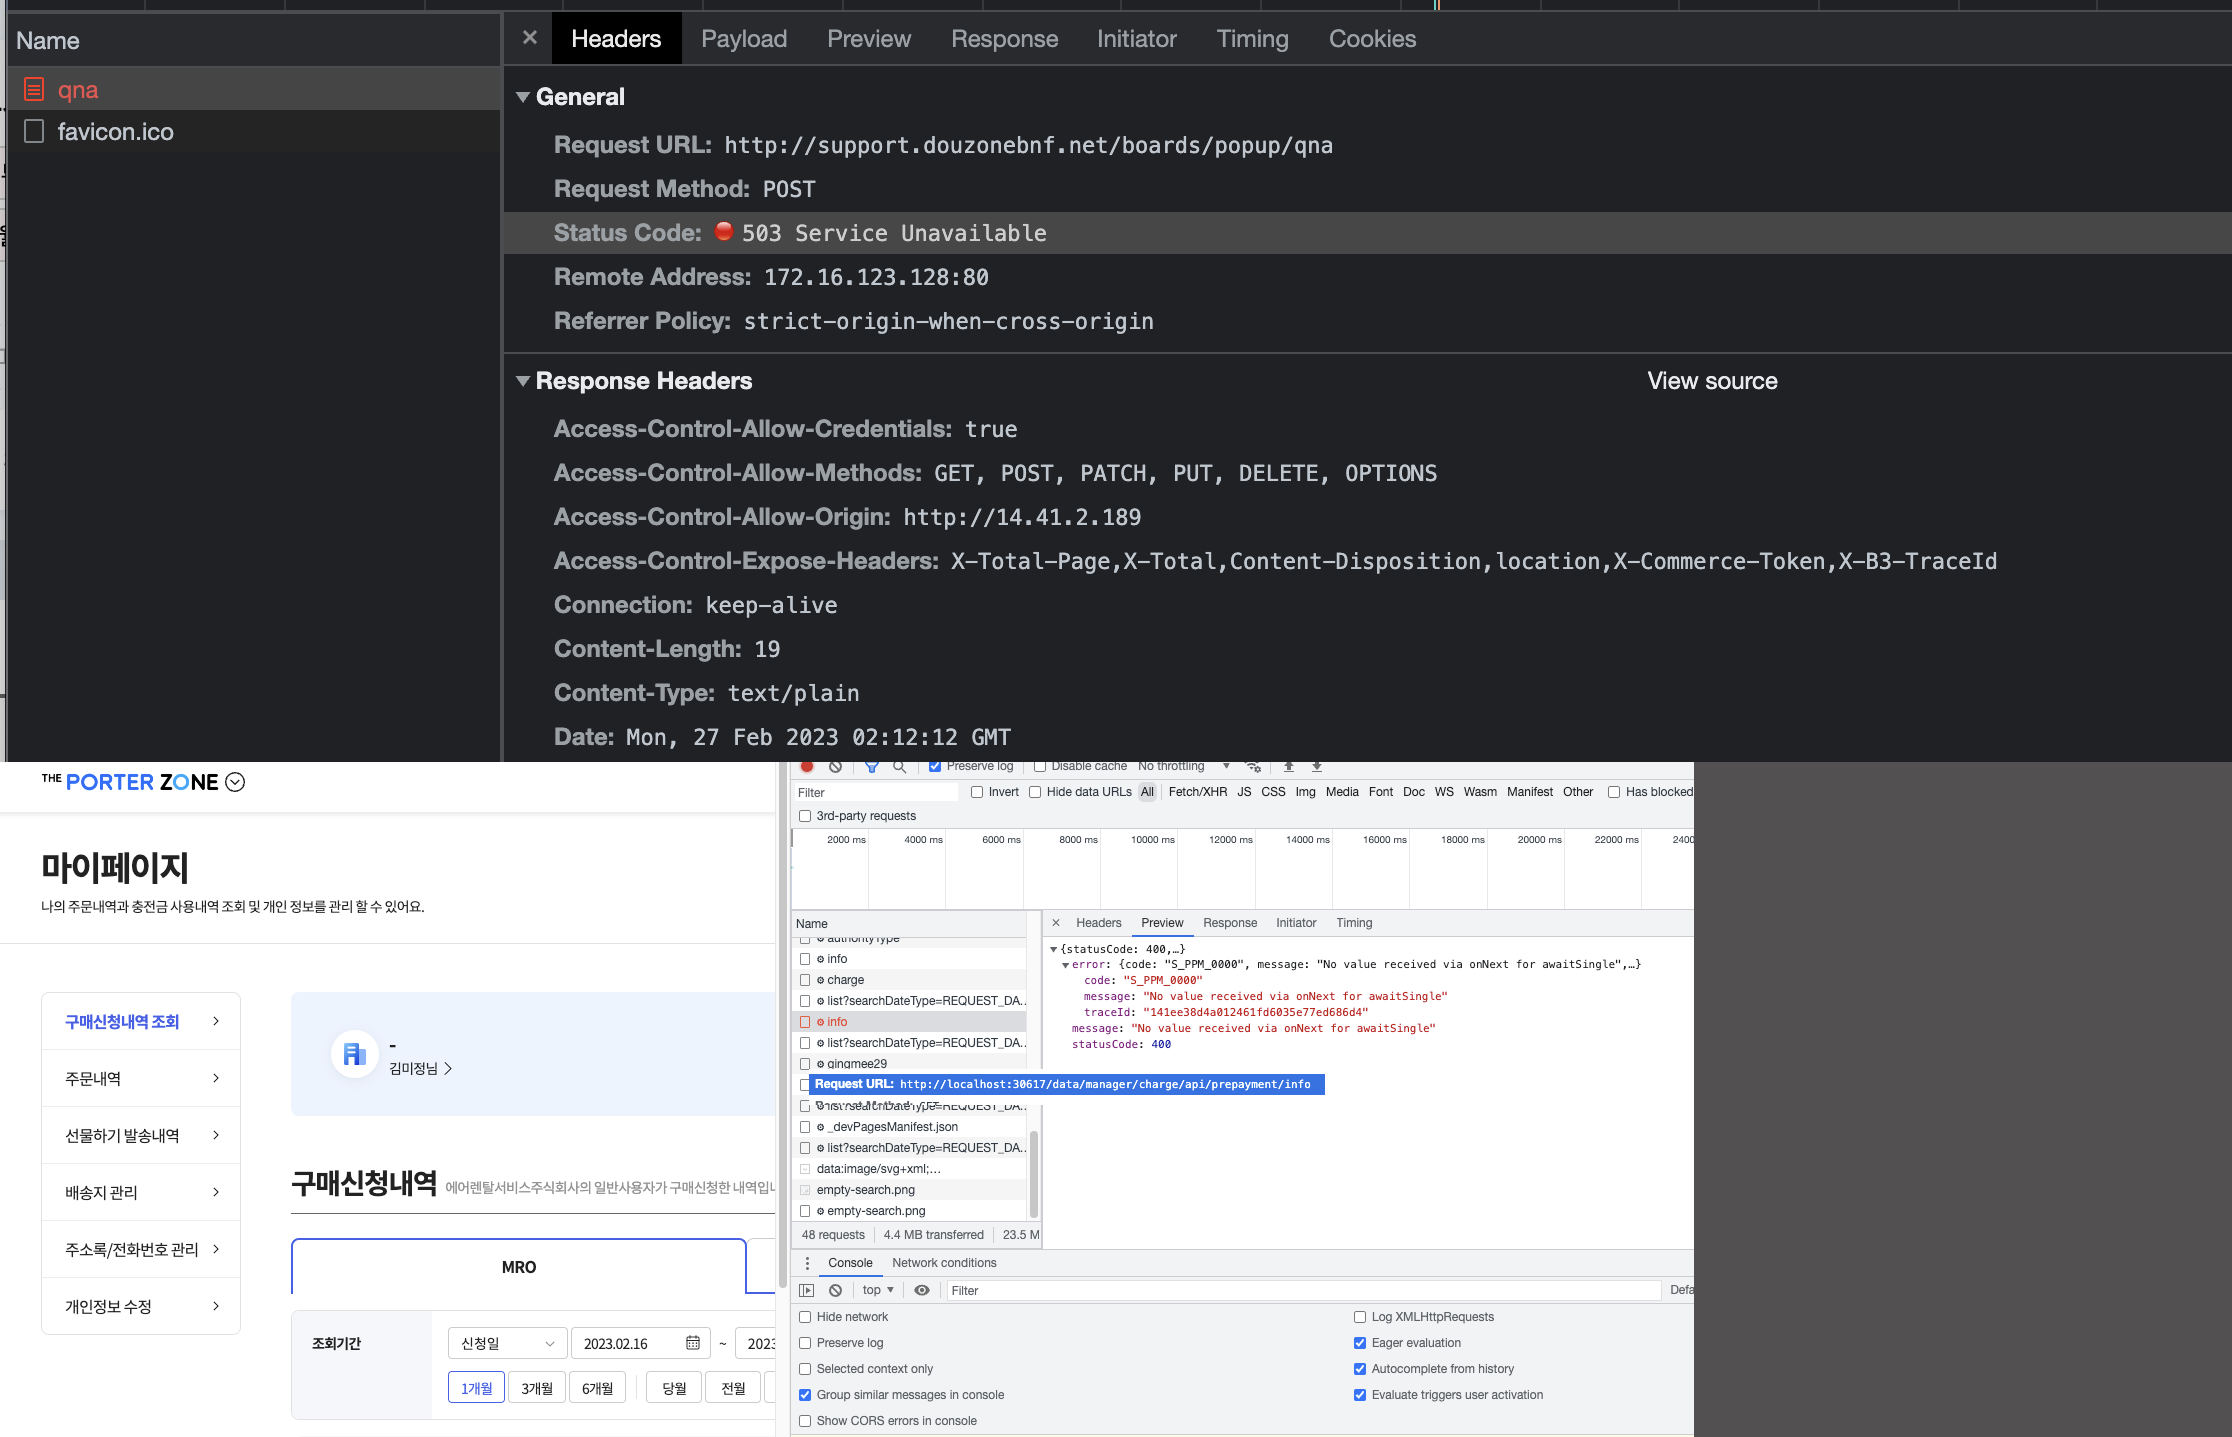 Name
qna
favicon.ico
Headers Payload Preview Response Initiator Timing Cookies
General
Request URL: http://support.douzonebnf.net/boards/popup/qna
Request Method: POST
Status Code: 503 Service Unavailable
Remote Address: 172.16.123.128:80
Referrer Policy: strict-origin-when-cross-origin
Response Headers View source
Access-Control-Allow-Credentials: true
Access-Control-Allow-Methods: GET, POST, PATCH, PUT, DELETE, OPTIONS
Access-Control-Allow-Origin: http://14.41.2.189
Access-Control-Expose-Headers: X-Total-Page,X-Total,Content-Disposition,location,X-Commerce-Token,X-B3-TraceId
Connection: keep-alive
Content-Length: 19
Content-Type: text/plain
Date: Mon, 27 Feb 2023 02:12:12 GMT
THE PORTER ZONE
마이페이지
나의 주문내역과 충전금 사용내역 조회 및 개인 정보를 관리 할 수 있어요.
구매신청내역 조회
주문내역
선물하기 발송내역
배송지 관리
주소록/전화번호 관리
개인정보 수정
-
김미정님
구매신청내역 에어렌탈서비스주식회사의 일반사용자가 구매신청한 내역입니
MRO
조회기간 신청일 2023.02.16 ~ 2023
1개월 3개월 6개월 당월 전월
Preserve log Disable cache No throttling
Filter Invert Hide data URLs All Fetch/XHR JS CSS Img Media Font Doc WS Wasm Manifest Other Has blocked
3rd-party requests
2000 ms 4000 ms 6000 ms 8000 ms 10000 ms 12000 ms 14000 ms 16000 ms 18000 ms 20000 ms 22000 ms 2400
Name
authorityType
info
charge
list?searchDateType=REQUEST_DA..
info
list?searchDateType=REQUEST_DA..
gingmee29
Request URL: http://localhost:30617/data/manager/charge/api/prepayment/info
list?searchDateType=REQUEST_DA..
_devPagesManifest.json
list?searchDateType=REQUEST_DA..
data:image/svg+xml;...
empty-search.png
empty-search.png
48 requests 4.4 MB transferred 23.5 M
Headers Preview Response Initiator Timing
{statusCode: 400,…}
error: {code: "S_PPM_0000", message: "No value received via onNext for awaitSingle",…}
code: "S_PPM_0000"
message: "No value received via onNext for awaitSingle"
traceId: "141ee38d4a012461fd6035e77ed686d4"
message: "No value received via onNext for awaitSingle"
statusCode: 400
Console Network conditions
top Filter Defa
Hide network Log XMLHttpRequests
Preserve log Eager evaluation
Selected context only Autocomplete from history
Group similar messages in console Evaluate triggers user activation
Show CORS errors in console